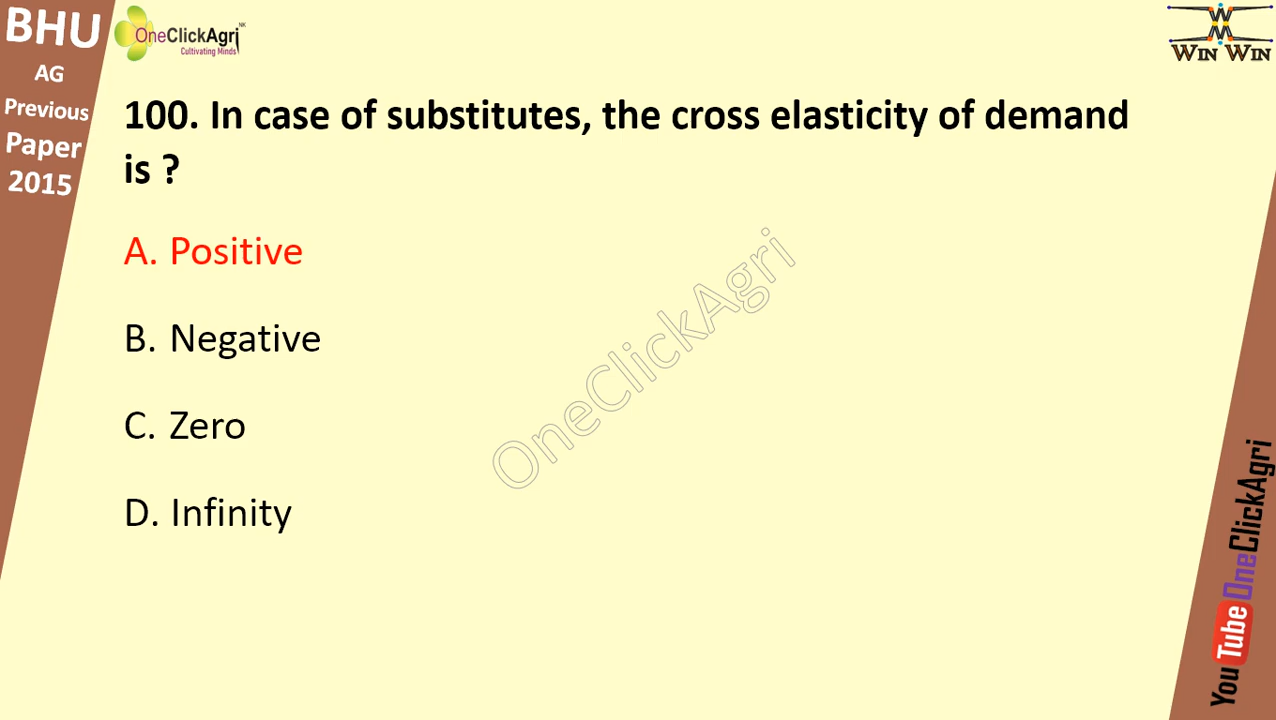 BHU
AG
Previous
Paper
2015
OneClickAgri NK
Cultivating Minds
WIN WIN
100. In case of substitutes, the cross elasticity of demand
is ?
A. Positive
B. Negative
C. Zero
D. Infinity
OneClickAgri
YouTube OneClickAgri